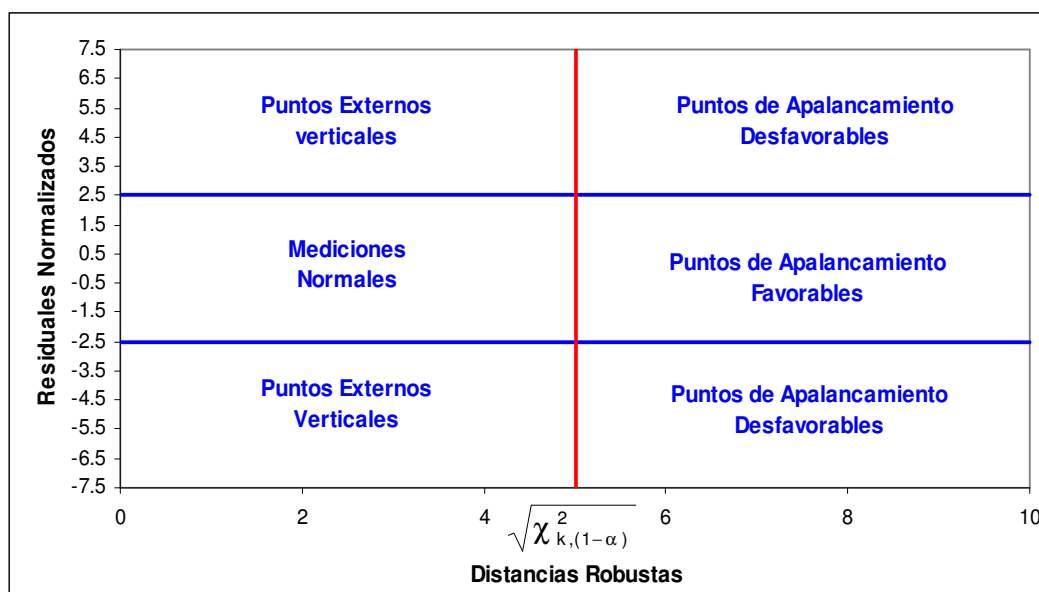 7.5
6.5
5.5
4.5
3.5
2.5
1.5
0.5
-0.5
-1.5
-2.5
-3.5
-4.5
-5.5
-6.5
-7.5
Residuales Normalizados
Puntos Externos
verticales
Puntos de Apalancamiento
Desfavorables
Mediciones
Normales
Puntos de Apalancamiento
Favorables
Puntos Externos
Verticales
Puntos de Apalancamiento
Desfavorables
0 2 4 6 8 10
√χ²k,(1−α)
Distancias Robustas